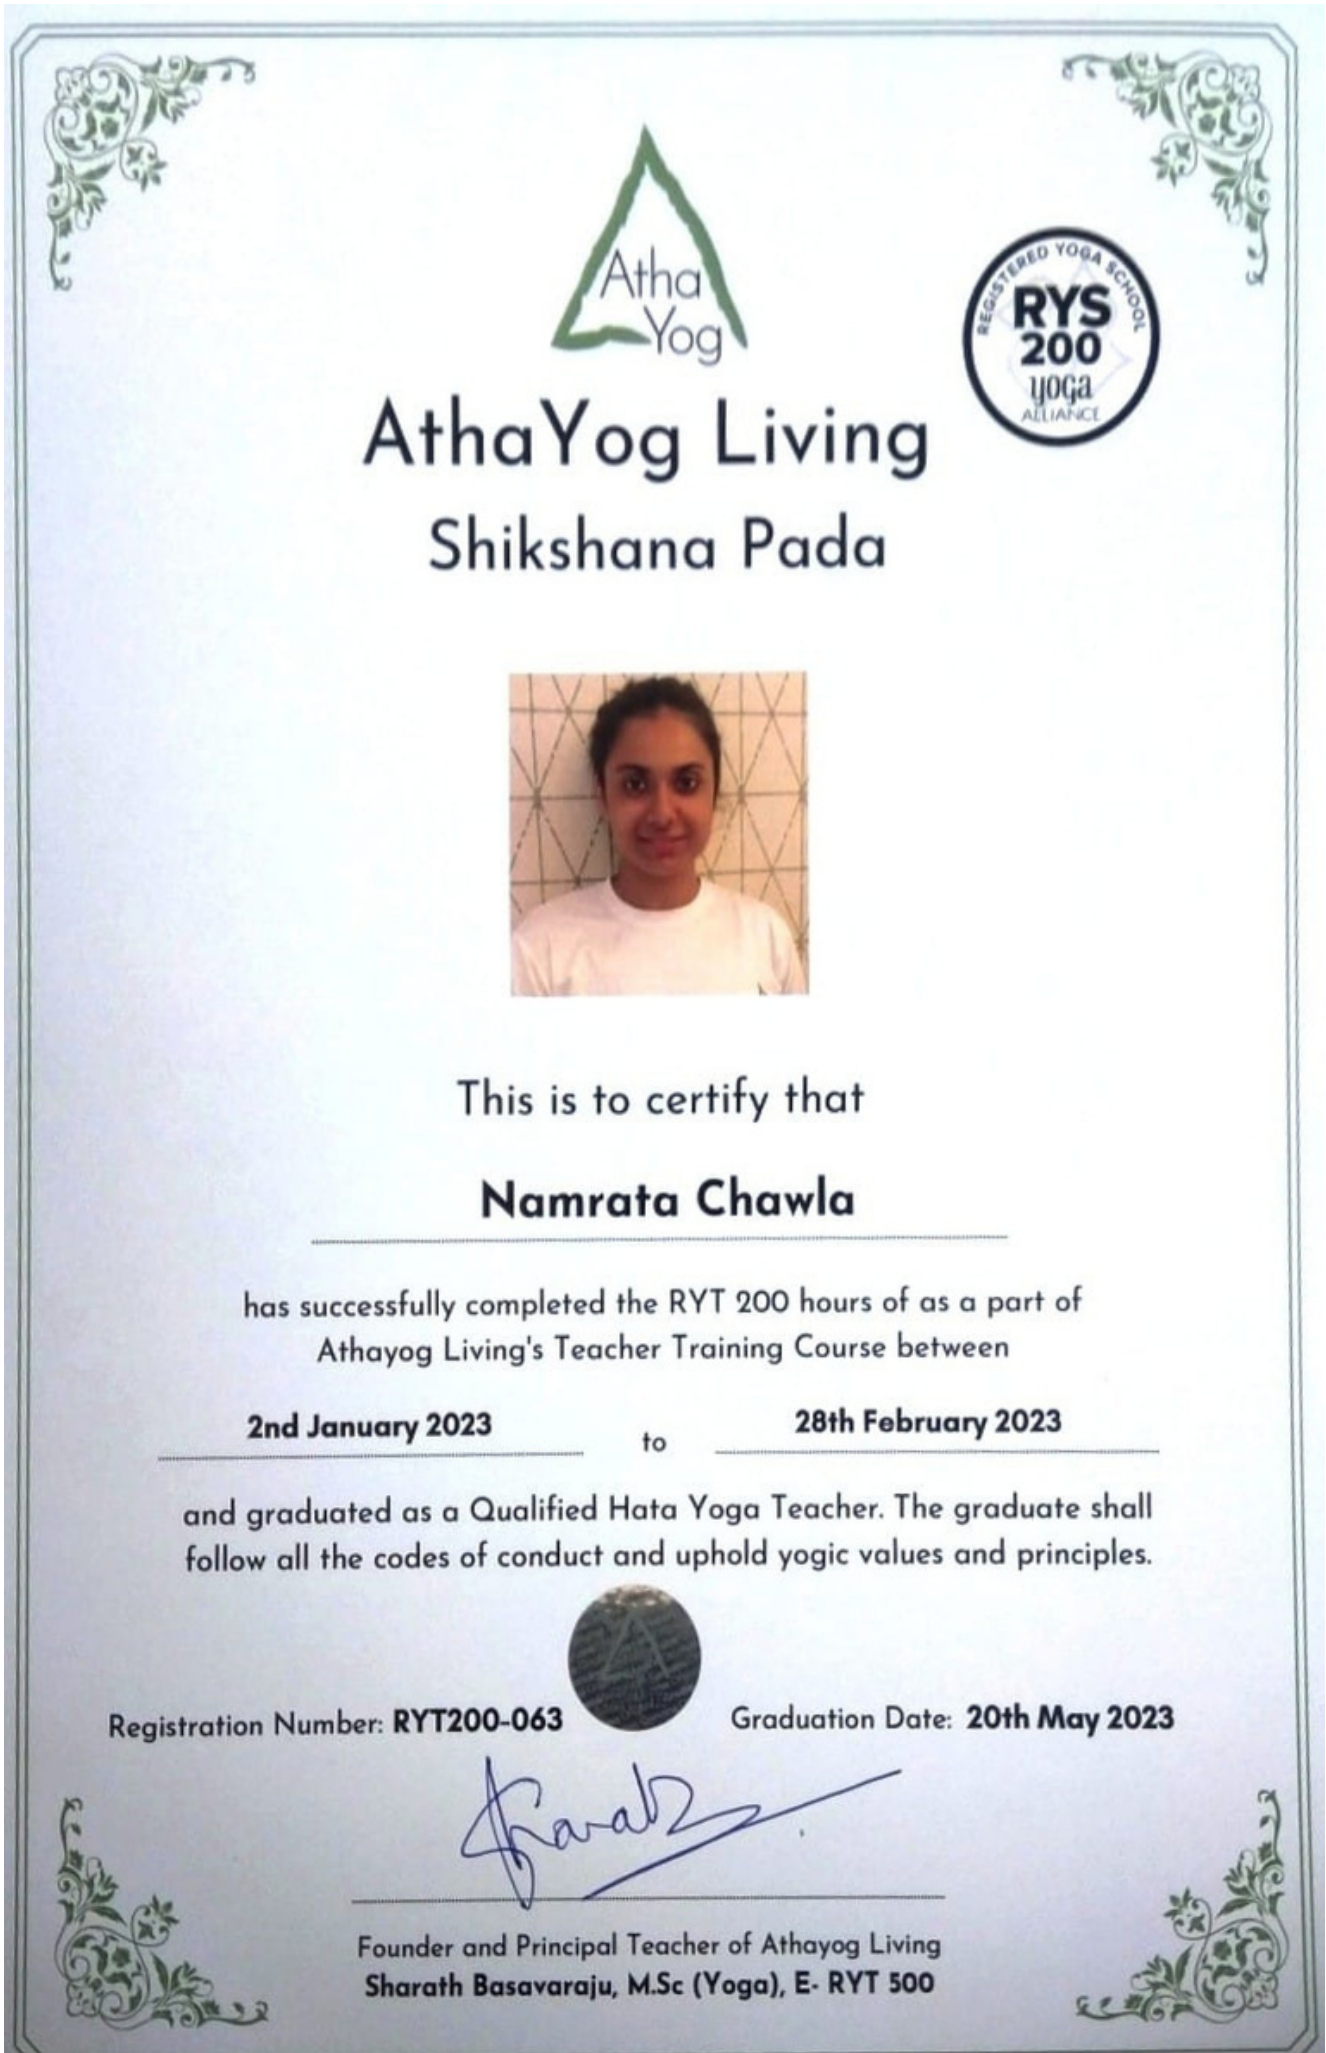 Atha
Yog
REGISTERED YOGA SCHOOL
RYS
200
yoga
ALLIANCE
AthaYog Living
Shikshana Pada
This is to certify that
Namrata Chawla
has successfully completed the RYT 200 hours of as a part of
Athayog Living's Teacher Training Course between
2nd January 2023 to 28th February 2023
and graduated as a Qualified Hata Yoga Teacher. The graduate shall
follow all the codes of conduct and uphold yogic values and principles.
Registration Number: RYT200-063 Graduation Date: 20th May 2023
Founder and Principal Teacher of Athayog Living
Sharath Basavaraju, M.Sc (Yoga), E- RYT 500